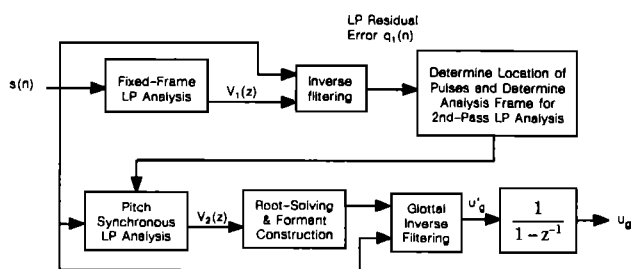 LP Residual
Error q₁(n)
s(n)
Fixed-Frame
LP Analysis
V₁(z)
Inverse
filtering
Determine Location of
Pulses and Determine
Analysis Frame for
2nd-Pass LP Analysis
Pitch
Synchronous
LP Analysis
V₂(z)
Root-Solving
& Formant
Construction
Glottal
Inverse
Filtering
u'g
1
1 − z⁻¹
ug